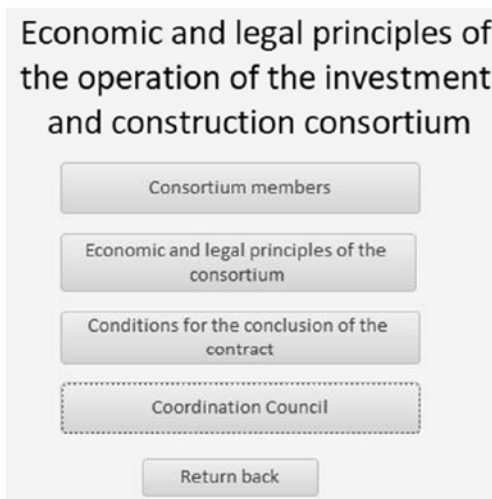 Economic and legal principles of
the operation of the investment
and construction consortium
Consortium members
Economic and legal principles of the
consortium
Conditions for the conclusion of the
contract
Coordination Council
Return back